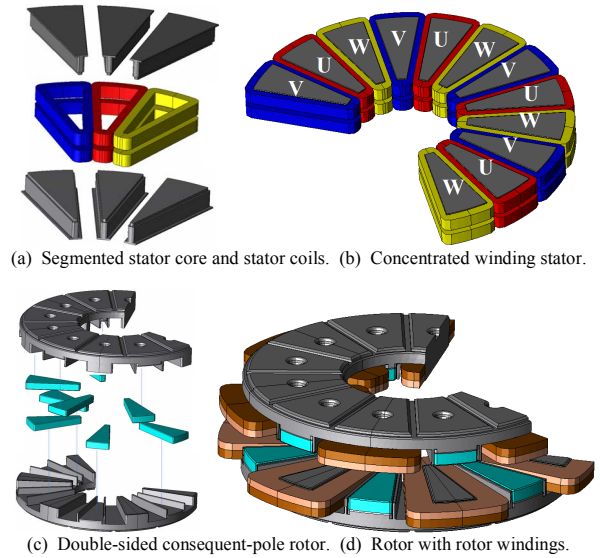 V
U
W
V
U
W
V
U
W
V
U
W
(a) Segmented stator core and stator coils. (b) Concentrated winding stator.
(c) Double-sided consequent-pole rotor. (d) Rotor with rotor windings.